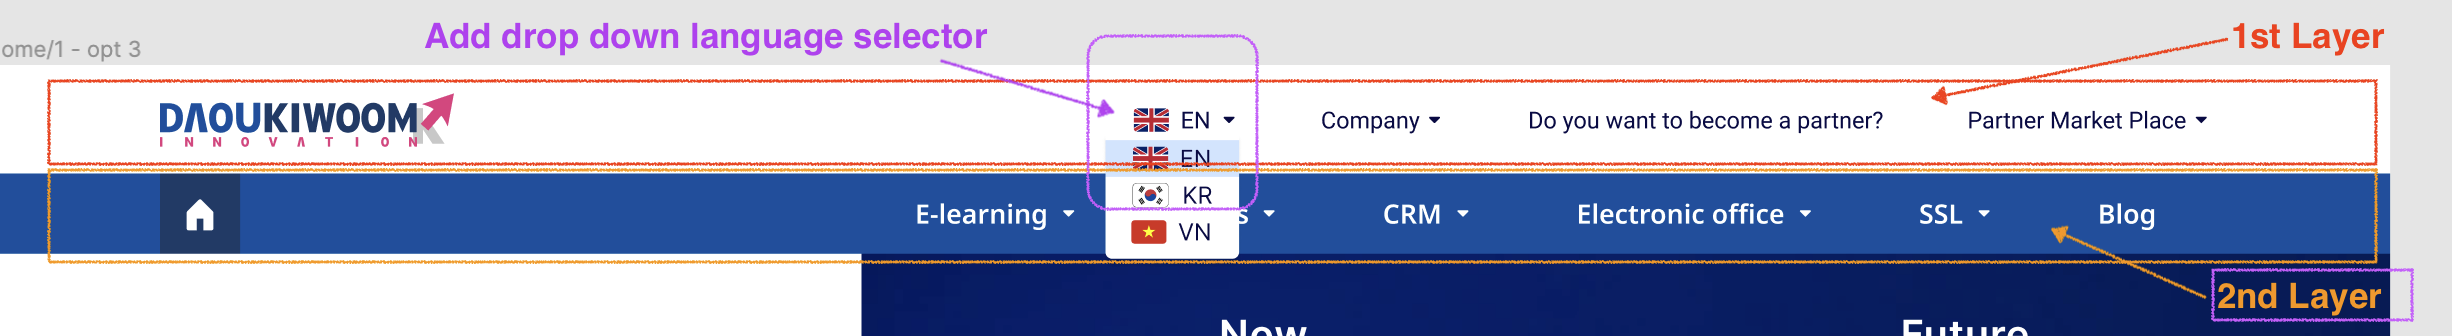 Add drop down language selector
1st Layer
ome/1 - opt 3
DAOUKIWOOM
INNOVATION
EN
Company
Do you want to become a partner?
Partner Market Place
EN
KR
VN
E-learning
s
CRM
Electronic office
SSL
Blog
2nd Layer
Now
Future